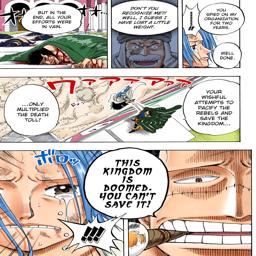 YOU
SPIED ON MY
ORGANIZATION
FOR TWO
YEARS.
WELL
DONE.
DON'T YOU
RECOGNISE ME?!
WELL, I GUESS I
HAVE LOST A
LITTLE WEIGHT.
BUT IN THE
END, ALL YOUR
EFFORTS WERE
IN VAIN.
YOUR
WISHFUL
ATTEMPTS TO
PACIFY THE
REBELS AND
SAVE THE
KINGDOM...
...ONLY
MULTIPLIED
THE DEATH
TOLL!
THIS
KINGDOM
IS
DOOMED.
YOU CAN'T
SAVE IT!
!!!